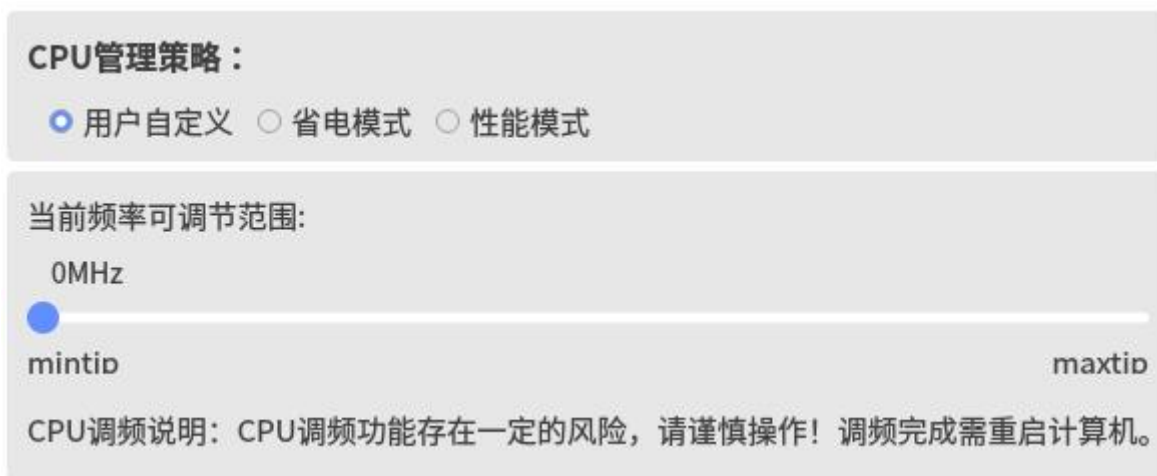 CPU管理策略：
用户自定义 省电模式 性能模式
当前频率可调节范围:
0MHz
mintip maxtip
CPU调频说明：CPU调频功能存在一定的风险，请谨慎操作！调频完成需重启计算机。